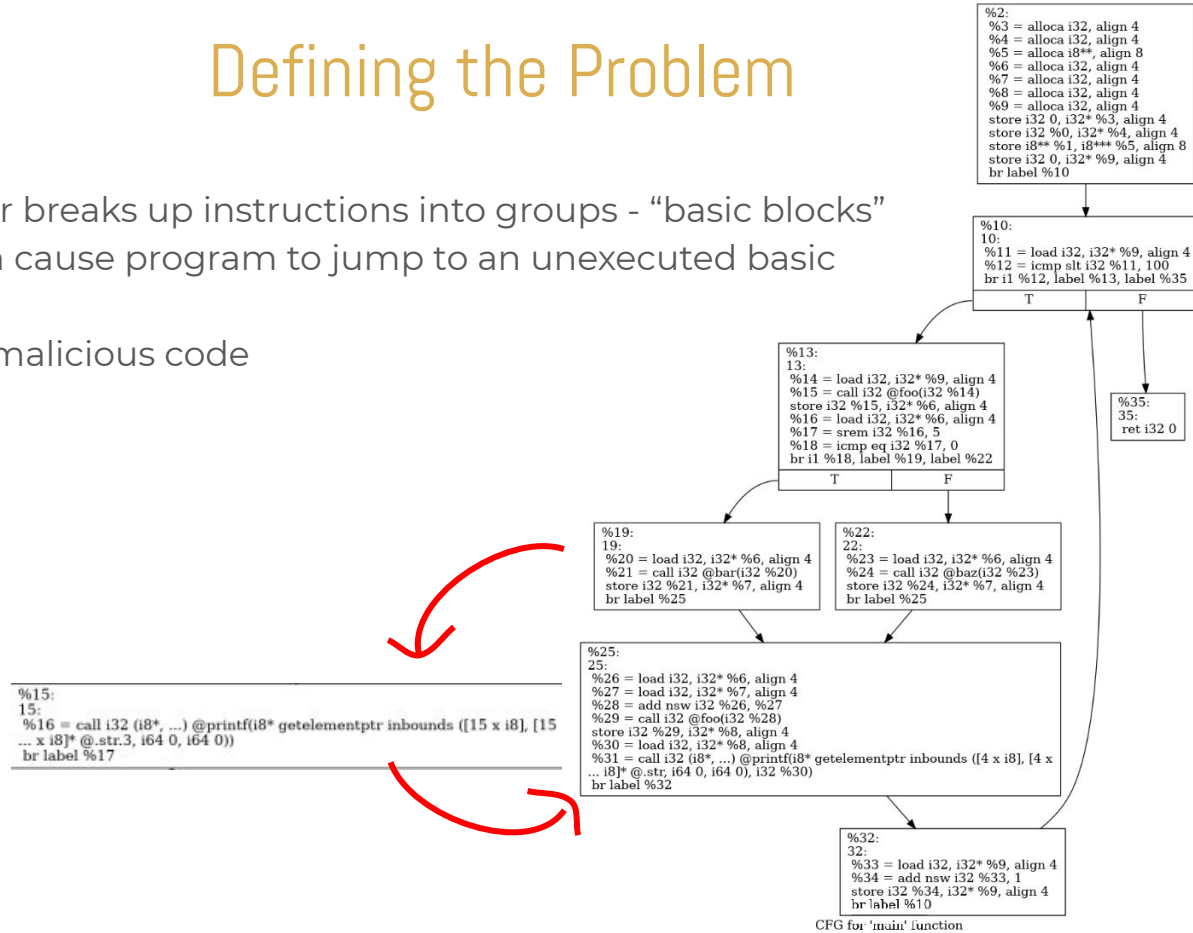 Defining the Problem
r breaks up instructions into groups - “basic blocks”
cause program to jump to an unexecuted basic
malicious code
%2:
%3 = alloca i32, align 4
%4 = alloca i32, align 4
%5 = alloca i8**, align 8
%6 = alloca i32, align 4
%7 = alloca i32, align 4
%8 = alloca i32, align 4
%9 = alloca i32, align 4
store i32 0, i32* %3, align 4
store i32 %0, i32* %4, align 4
store i8** %1, i8*** %5, align 8
store i32 0, i32* %9, align 4
br label %10
%10:
10:
%11 = load i32, i32* %9, align 4
%12 = icmp slt i32 %11, 100
br i1 %12, label %13, label %35
T F
%13:
13:
%14 = load i32, i32* %9, align 4
%15 = call i32 @foo(i32 %14)
store i32 %15, i32* %6, align 4
%16 = load i32, i32* %6, align 4
%17 = srem i32 %16, 5
%18 = icmp eq i32 %17, 0
br i1 %18, label %19, label %22
T F
%35:
35:
ret i32 0
%19:
19:
%20 = load i32, i32* %6, align 4
%21 = call i32 @bar(i32 %20)
store i32 %21, i32* %7, align 4
br label %25
%22:
22:
%23 = load i32, i32* %6, align 4
%24 = call i32 @baz(i32 %23)
store i32 %24, i32* %7, align 4
br label %25
%15:
15:
%16 = call i32 (i8*, ...) @printf(i8* getelementptr inbounds ([15 x i8], [15
... x i8]* @.str.3, i64 0, i64 0))
br label %17
%25:
25:
%26 = load i32, i32* %6, align 4
%27 = load i32, i32* %7, align 4
%28 = add nsw i32 %26, %27
%29 = call i32 @foo(i32 %28)
store i32 %29, i32* %8, align 4
%30 = load i32, i32* %8, align 4
%31 = call i32 (i8*, ...) @printf(i8* getelementptr inbounds ([4 x i8], [4 x
... i8]* @.str, i64 0, i64 0), i32 %30)
br label %32
%32:
32:
%33 = load i32, i32* %9, align 4
%34 = add nsw i32 %33, 1
store i32 %34, i32* %9, align 4
br label %10
CFG for 'main' function